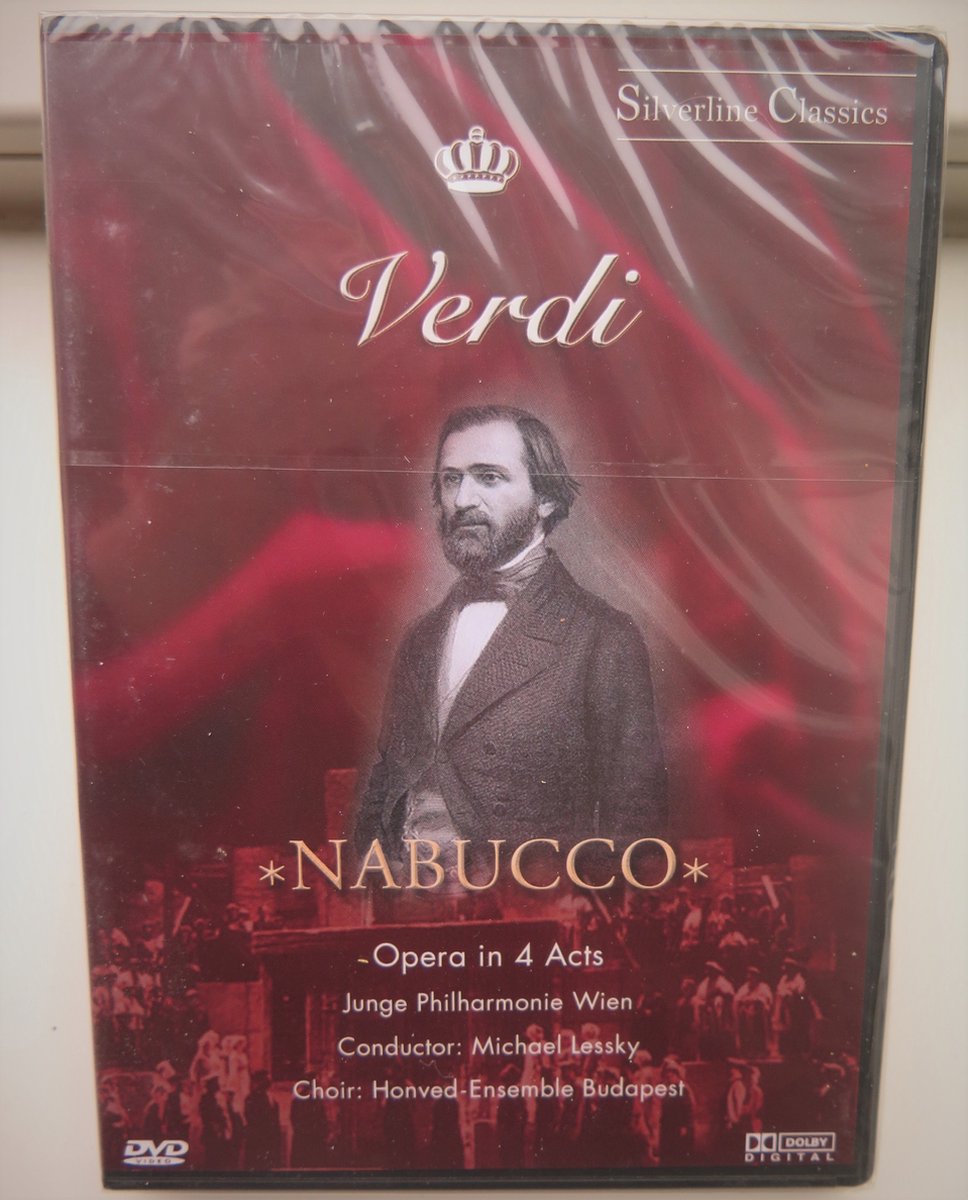 Silverline Classics
Verdi
*NABUCCO*
Opera in 4 Acts
Junge Philharmonie Wien
Conductor: Michael Lessky
Choir: Honved-Ensemble Budapest
DVD
VIDEO
DOLBY
DIGITAL